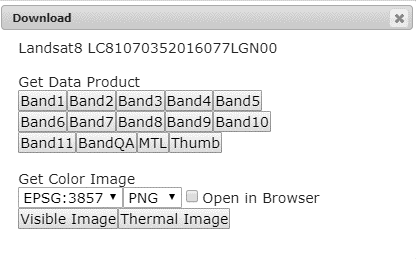 Download
Landsat8 LC81070352016077LGN00
Get Data Product
Band1 Band2 Band3 Band4 Band5
Band6 Band7 Band8 Band9 Band10
Band11 BandQA MTL Thumb
Get Color Image
EPSG:3857 PNG Open in Browser
Visible Image Thermal Image